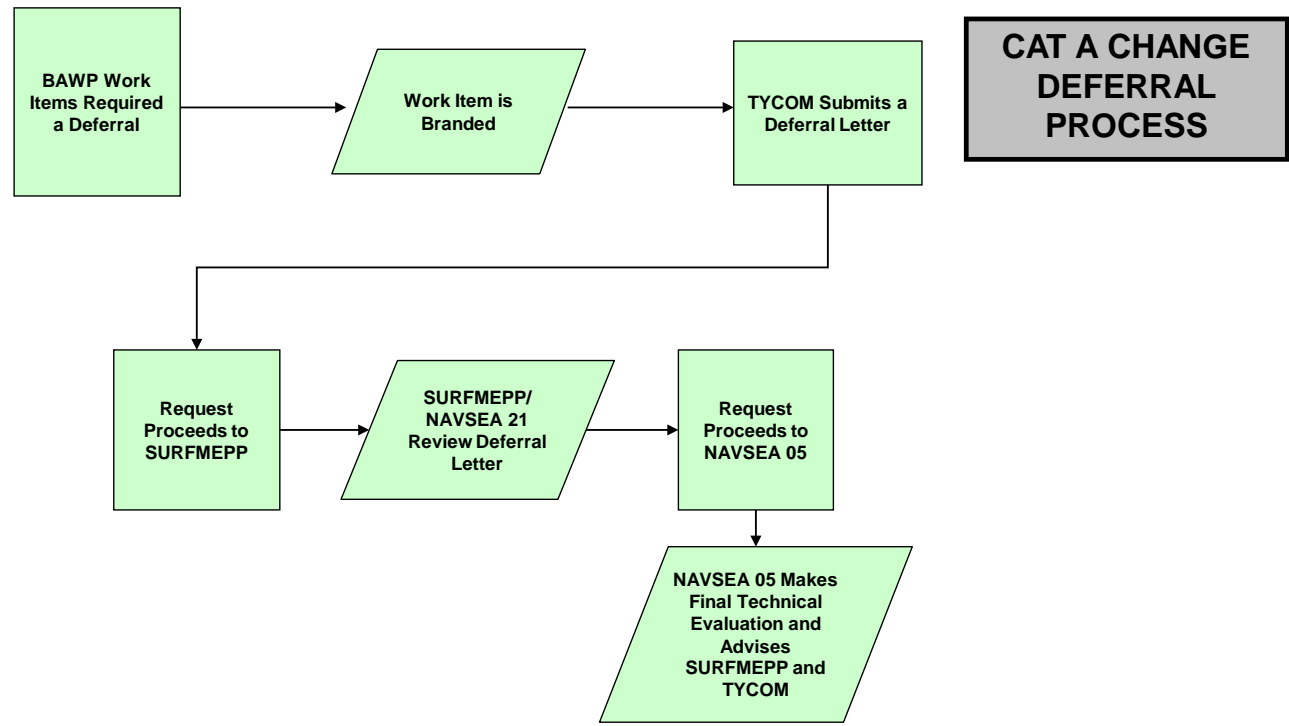 BAWP Work
Items Required
a Deferral
Work Item is
Branded
TYCOM Submits a
Deferral Letter
CAT A CHANGE
DEFERRAL
PROCESS
Request
Proceeds to
SURFMEPP
SURFMEPP/
NAVSEA 21
Review Deferral
Letter
Request
Proceeds to
NAVSEA 05
NAVSEA 05 Makes
Final Technical
Evaluation and
Advises
SURFMEPP and
TYCOM